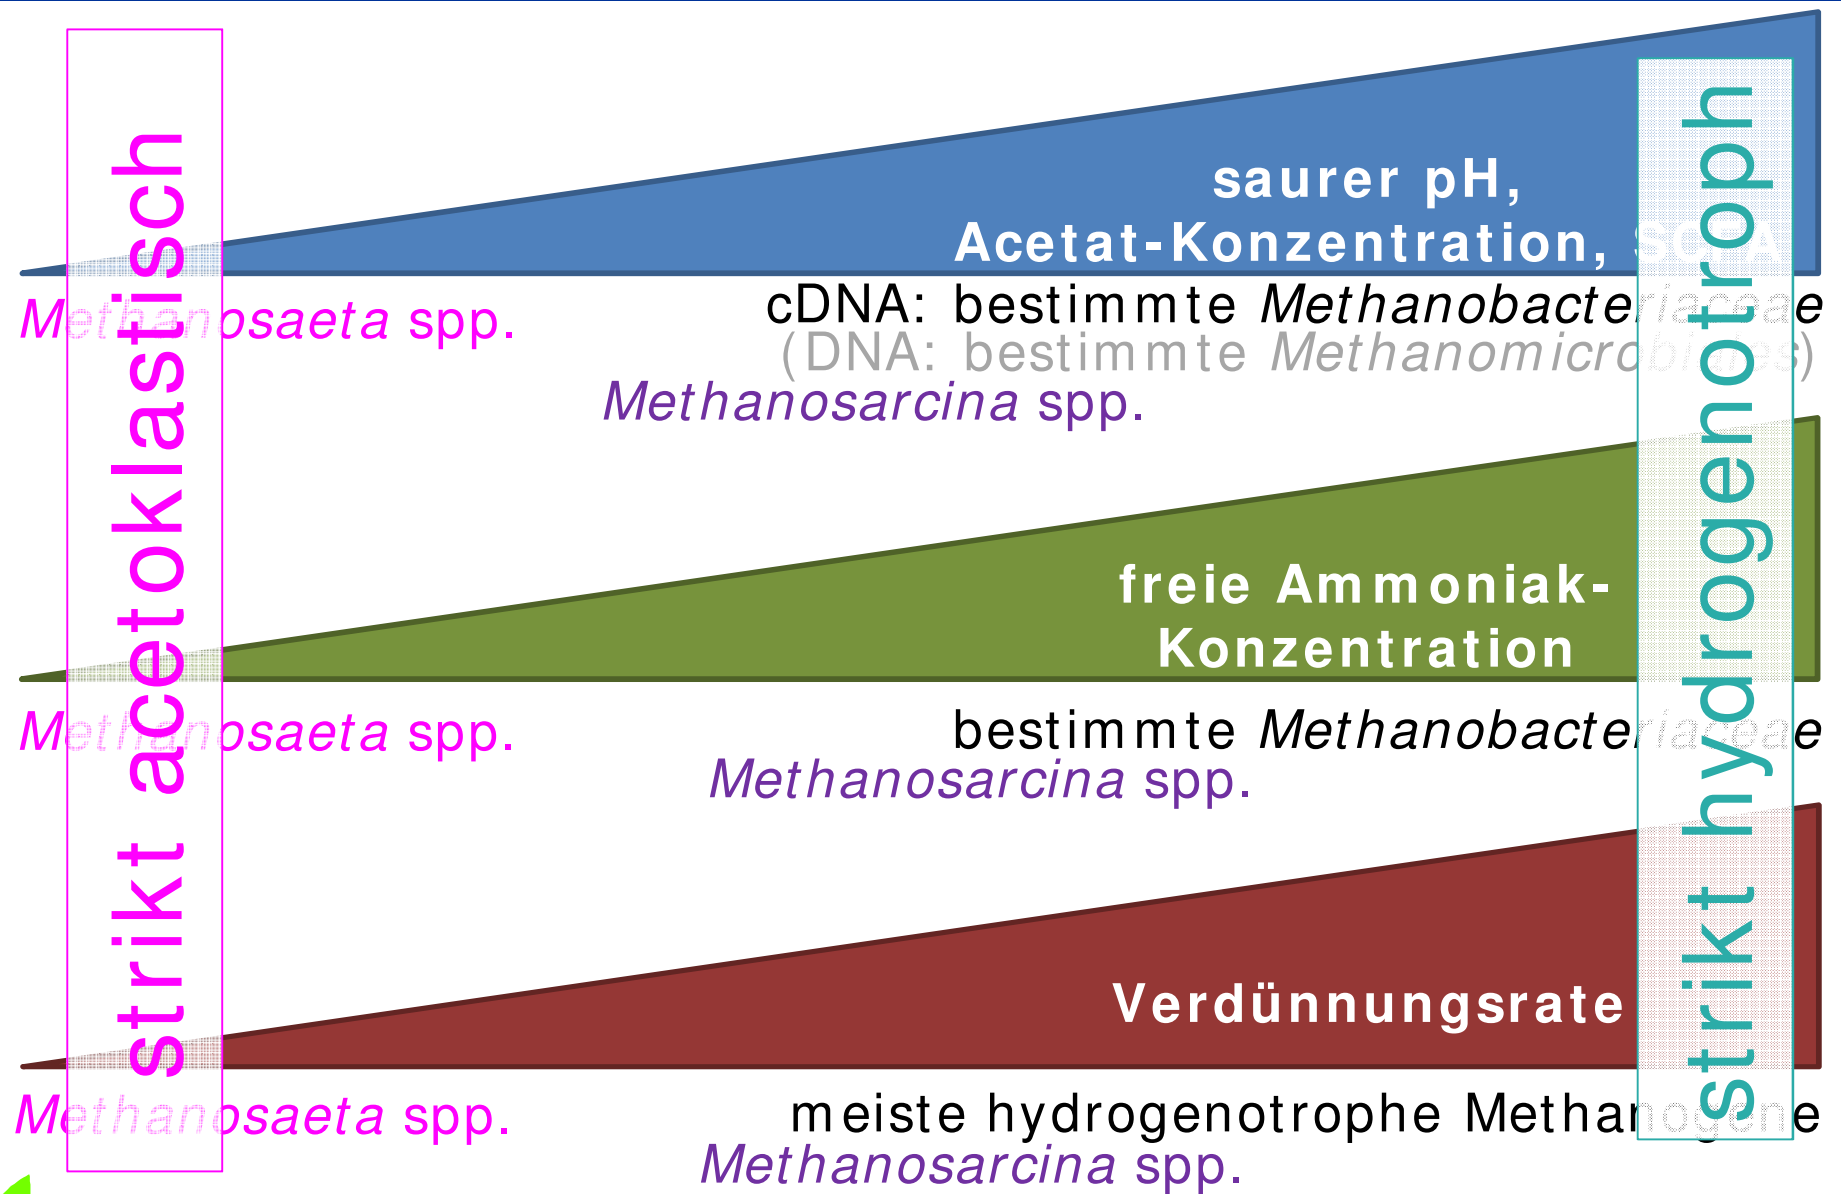 strikt acetoklastisch
strikt hydrogenotroph
saurer pH,
Acetat-Konzentration, SCFA
Methanosaeta spp.
cDNA: bestimmte Methanobacteriaceae
(DNA: bestimmte Methanomicrobiales)
Methanosarcina spp.
freie Ammoniak-
Konzentration
Methanosaeta spp.
bestimmte Methanobacteriaceae
Methanosarcina spp.
Verdünnungsrate
Methanosaeta spp.
meiste hydrogenotrophe Methanogene
Methanosarcina spp.